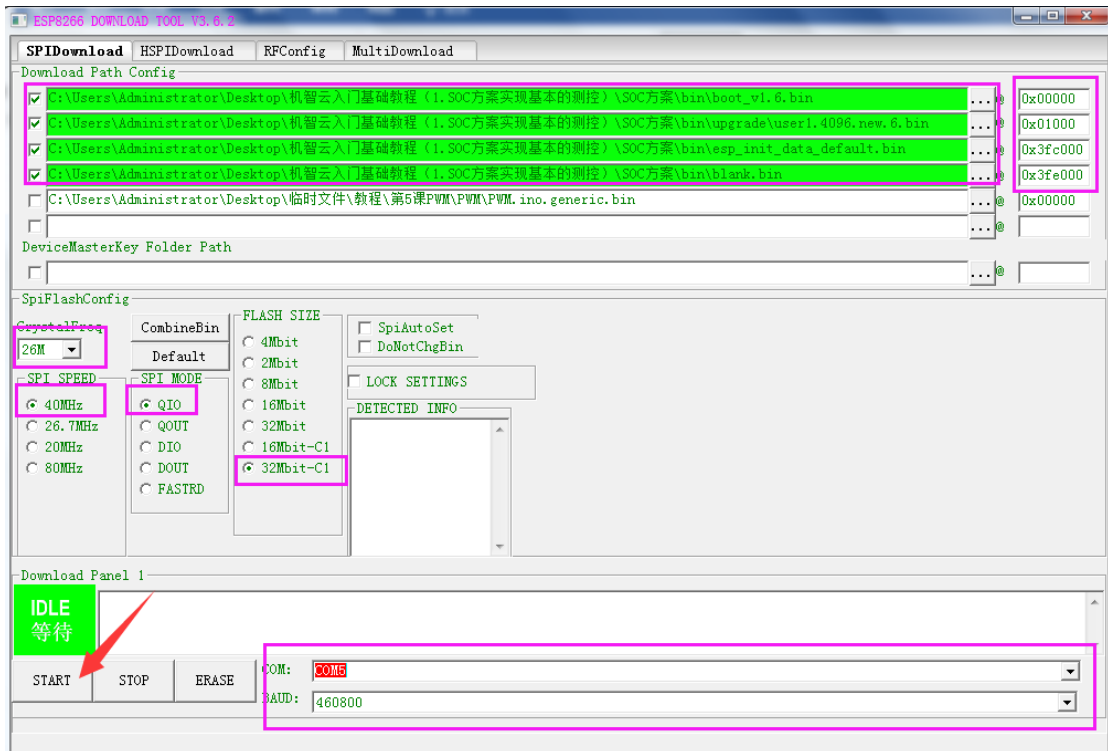 ESP8266 DOWNLOAD TOOL V3.6.2
SPIDownload HSPIDownload RFConfig MultiDownload
Download Path Config
C:\Users\Administrator\Desktop\机智云入门基础教程（1.SOC方案实现基本的测控）\SOC方案\bin\boot_v1.6.bin ... @ 0x00000
C:\Users\Administrator\Desktop\机智云入门基础教程（1.SOC方案实现基本的测控）\SOC方案\bin\upgrade\user1.4096.new.6.bin ... @ 0x01000
C:\Users\Administrator\Desktop\机智云入门基础教程（1.SOC方案实现基本的测控）\SOC方案\bin\esp_init_data_default.bin ... @ 0x3fc000
C:\Users\Administrator\Desktop\机智云入门基础教程（1.SOC方案实现基本的测控）\SOC方案\bin\blank.bin ... @ 0x3fe000
C:\Users\Administrator\Desktop\临时文件\教程\第5课PWM\PWM\PWM.ino.generic.bin ... @ 0x00000
... @
DeviceMasterKey Folder Path
... @
SpiFlashConfig
CrystalFreq
26M
CombineBin
Default
SPI SPEED
40MHz
26.7MHz
20MHz
80MHz
SPI MODE
QIO
QOUT
DIO
DOUT
FASTRD
FLASH SIZE
4Mbit
2Mbit
8Mbit
16Mbit
32Mbit
16Mbit-C1
32Mbit-C1
SpiAutoSet
DoNotChgBin
LOCK SETTINGS
DETECTED INFO
Download Panel 1
IDLE
等待
START STOP ERASE
COM: COM5
BAUD: 460800